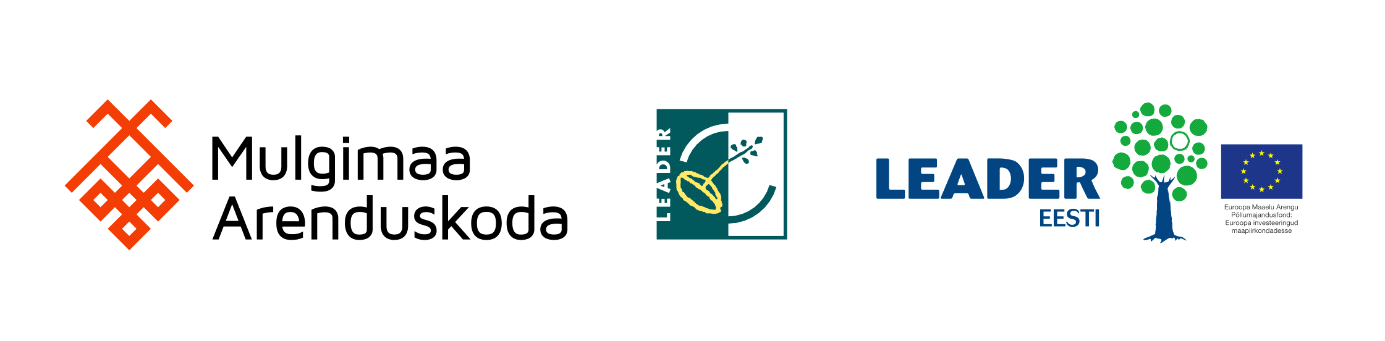 Mulgimaa
Arenduskoda
LEADER
LEADER
EESTI
Euroopa Maaelu Arengu
Põllumajandusfond:
Euroopa investeeringud
maapiirkondadesse